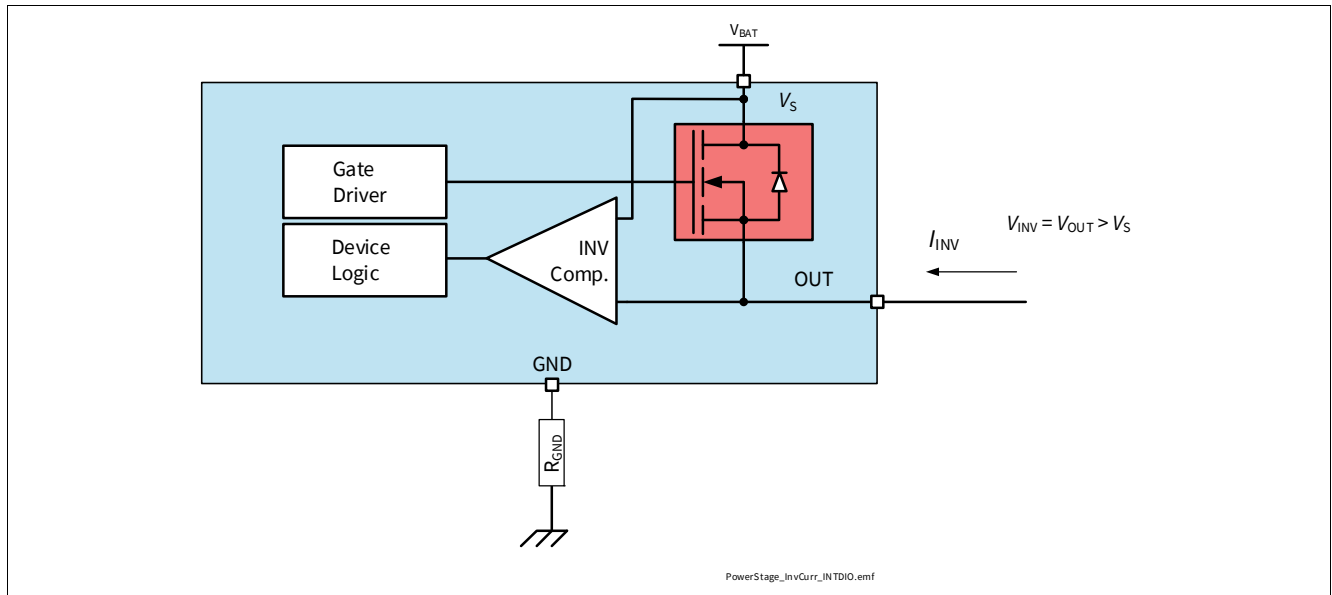 VBAT
VS
Gate
Driver
Device
Logic
INV
Comp.
OUT
IINV
VINV = VOUT > VS
GND
RGND
PowerStage_InvCurr_INTDIO.emf